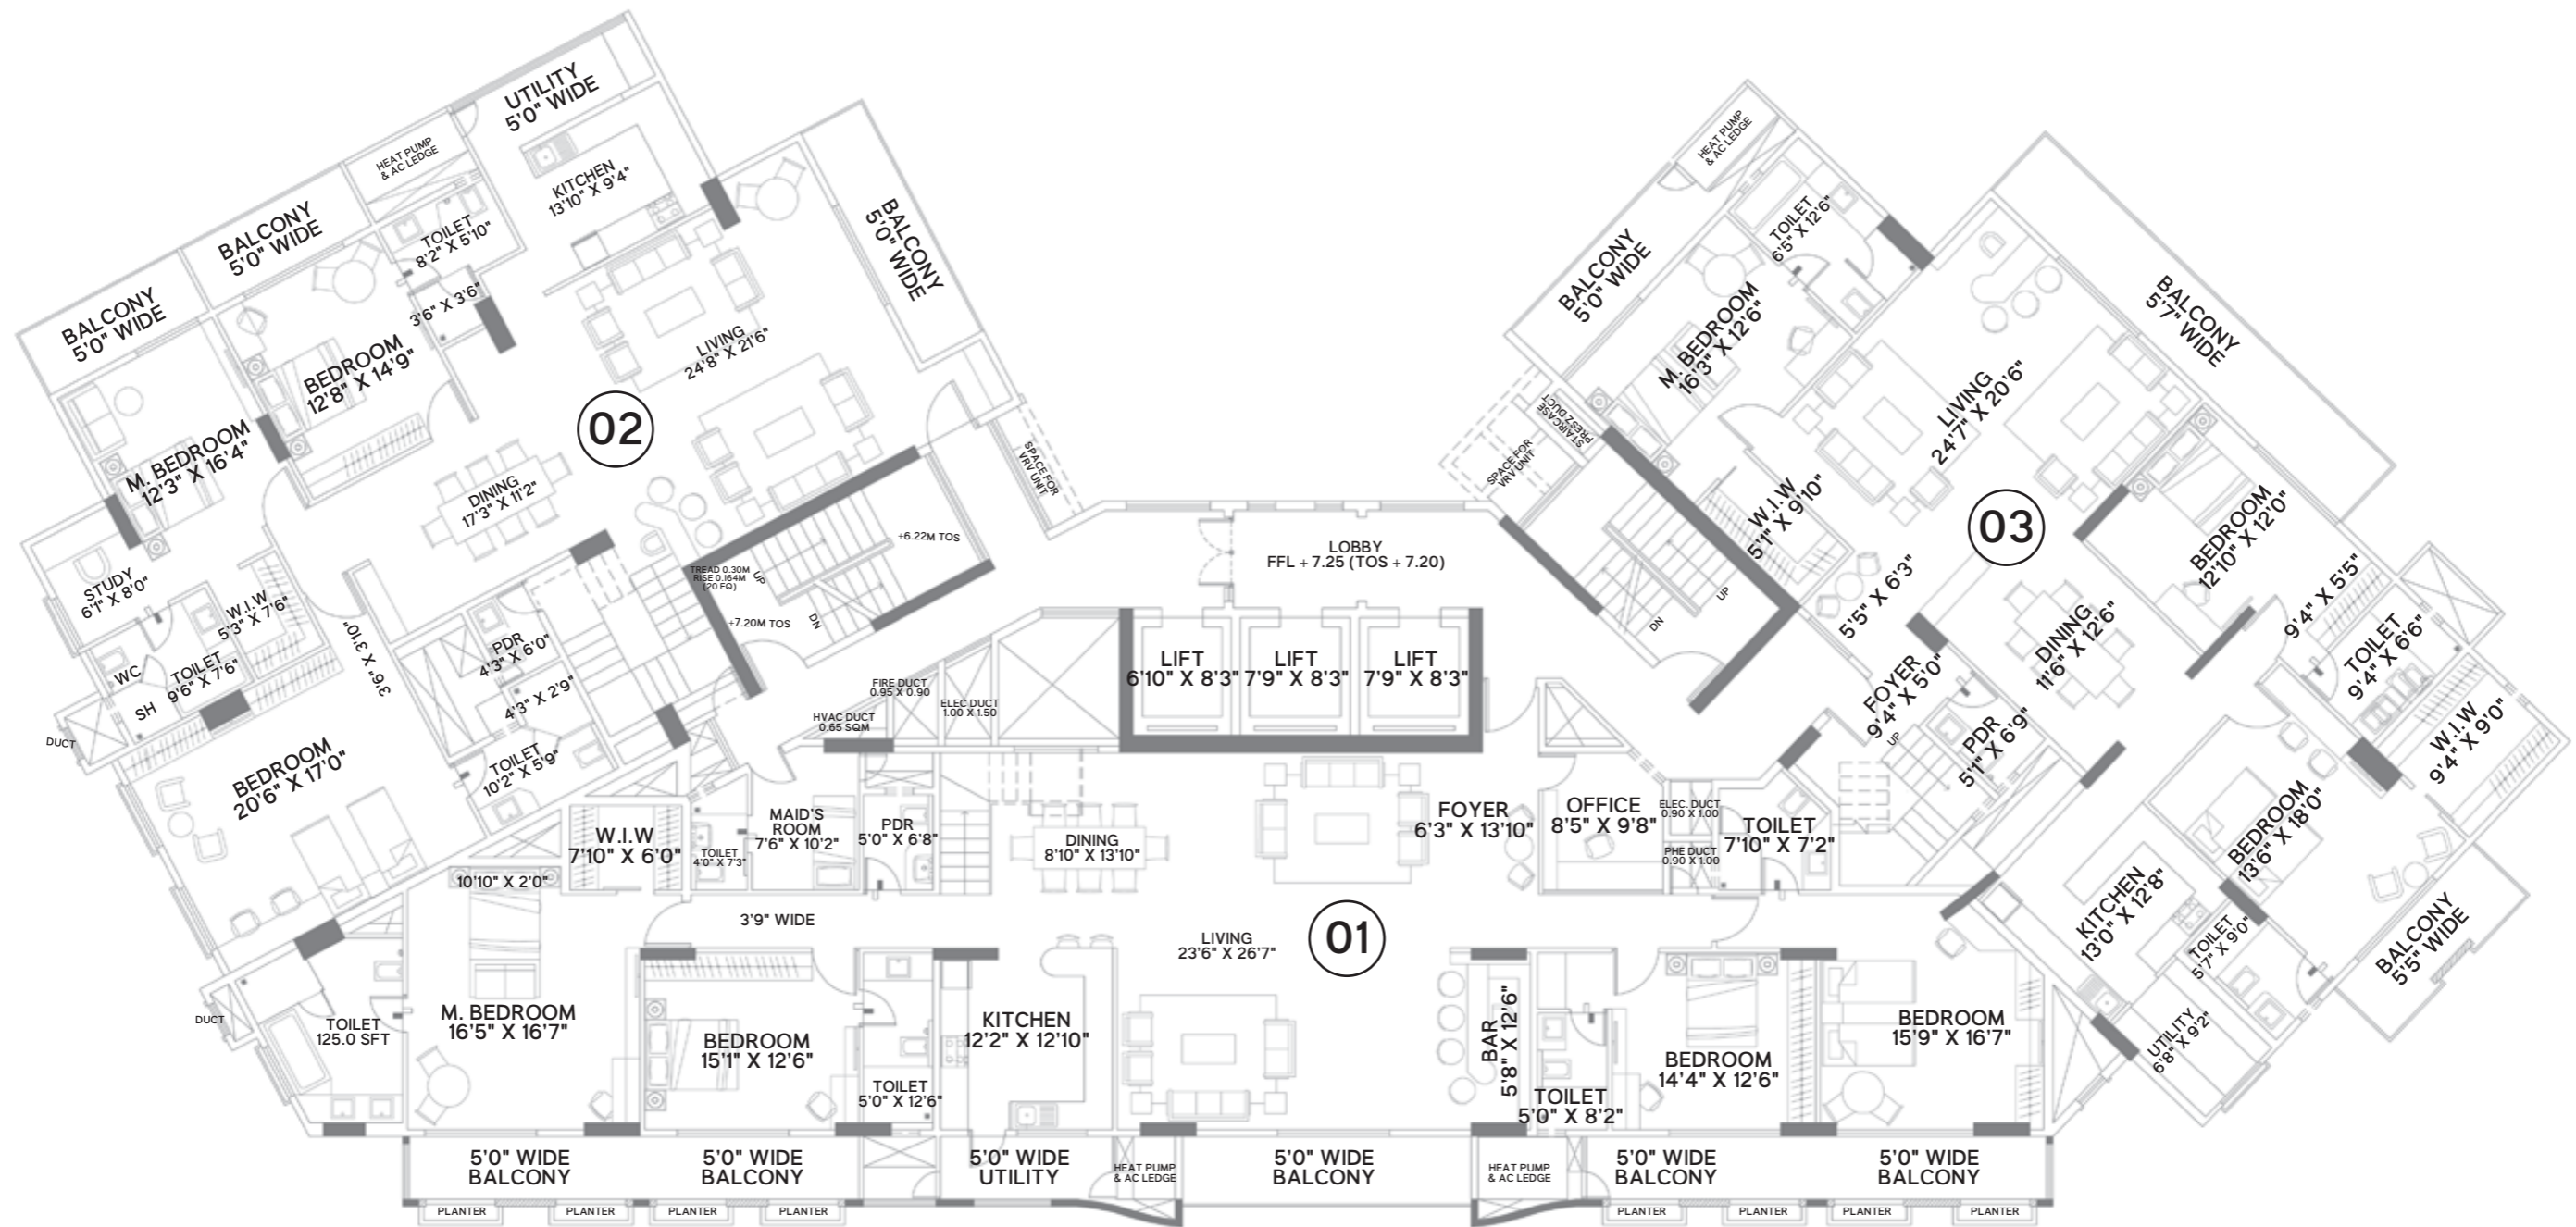 UTILITY
5'0" WIDE
HEAT PUMP
& AC LEDGE
KITCHEN
13'10" X 9'4"
BALCONY
5'0" WIDE
BALCONY
5'0" WIDE
TOILET
8'2" X 5'10"
3'6" X 3'6"
BALCONY
5'0" WIDE
BEDROOM
12'8" X 14'9"
LIVING
24'8" X 21'6"
02
M. BEDROOM
12'3" X 16'4"
DINING
17'3" X 11'2"
SPACE FOR
VRV UNIT
STUDY
6'1" X 8'0"
W.I.W
5'3" X 7'6"
WC
TOILET
9'6" X 7'6"
SH
DUCT
3'6" X 3'10"
PDR
4'3" X 6'0"
4'3" X 2'9"
TOILET
10'2" X 5'9"
BEDROOM
20'6" X 17'0"
TREAD 0.30M
RISE 0.164M
(20 EQ)
UP
DN
+6.22M TOS
+7.20M TOS
LOBBY
FFL + 7.25 (TOS + 7.20)
LIFT
6'10" X 8'3"
LIFT
7'9" X 8'3"
LIFT
7'9" X 8'3"
FIRE DUCT
0.95 X 0.90
ELEC DUCT
1.00 X 1.50
HVAC DUCT
0.65 SQM
HEAT PUMP
& AC LEDGE
TOILET
6'5" X 12'6"
BALCONY
5'0" WIDE
M. BEDROOM
16'3" X 12'6"
BALCONY
5'7" WIDE
STAIRCASE
PRESZ DUCT
SPACE FOR
VRV UNIT
LIVING
24'7" X 20'6"
W.I.W
5'1" X 9'10"
03
BEDROOM
12'10" X 12'0"
UP
DN
5'5" X 6'3"
9'4" X 5'5"
DINING
11'6" X 12'6"
TOILET
9'4" X 6'6"
FOYER
9'4" X 5'0"
UP
PDR
5'1" X 6'9"
W.I.W
9'4" X 9'0"
BEDROOM
13'6" X 18'0"
KITCHEN
13'0" X 12'8"
TOILET
5'7" X 9'0"
BALCONY
5'5" WIDE
UTILITY
6'8" X 9'2"
W.I.W
7'10" X 6'0"
TOILET
4'0" X 7'3"
MAID'S
ROOM
7'6" X 10'2"
PDR
5'0" X 6'8"
DINING
8'10" X 13'10"
FOYER
6'3" X 13'10"
OFFICE
8'5" X 9'8"
ELEC. DUCT
0.90 X 1.00
PHE DUCT
0.90 X 1.00
TOILET
7'10" X 7'2"
10'10" X 2'0"
3'9" WIDE
LIVING
23'6" X 26'7"
01
DUCT
TOILET
125.0 SFT
M. BEDROOM
16'5" X 16'7"
BEDROOM
15'1" X 12'6"
TOILET
5'0" X 12'6"
KITCHEN
12'2" X 12'10"
BAR
5'8" X 12'6"
TOILET
5'0" X 8'2"
BEDROOM
14'4" X 12'6"
BEDROOM
15'9" X 16'7"
5'0" WIDE
BALCONY
5'0" WIDE
BALCONY
5'0" WIDE
UTILITY
HEAT PUMP
& AC LEDGE
5'0" WIDE
BALCONY
HEAT PUMP
& AC LEDGE
5'0" WIDE
BALCONY
5'0" WIDE
BALCONY
PLANTER
PLANTER
PLANTER
PLANTER
PLANTER
PLANTER
PLANTER
PLANTER